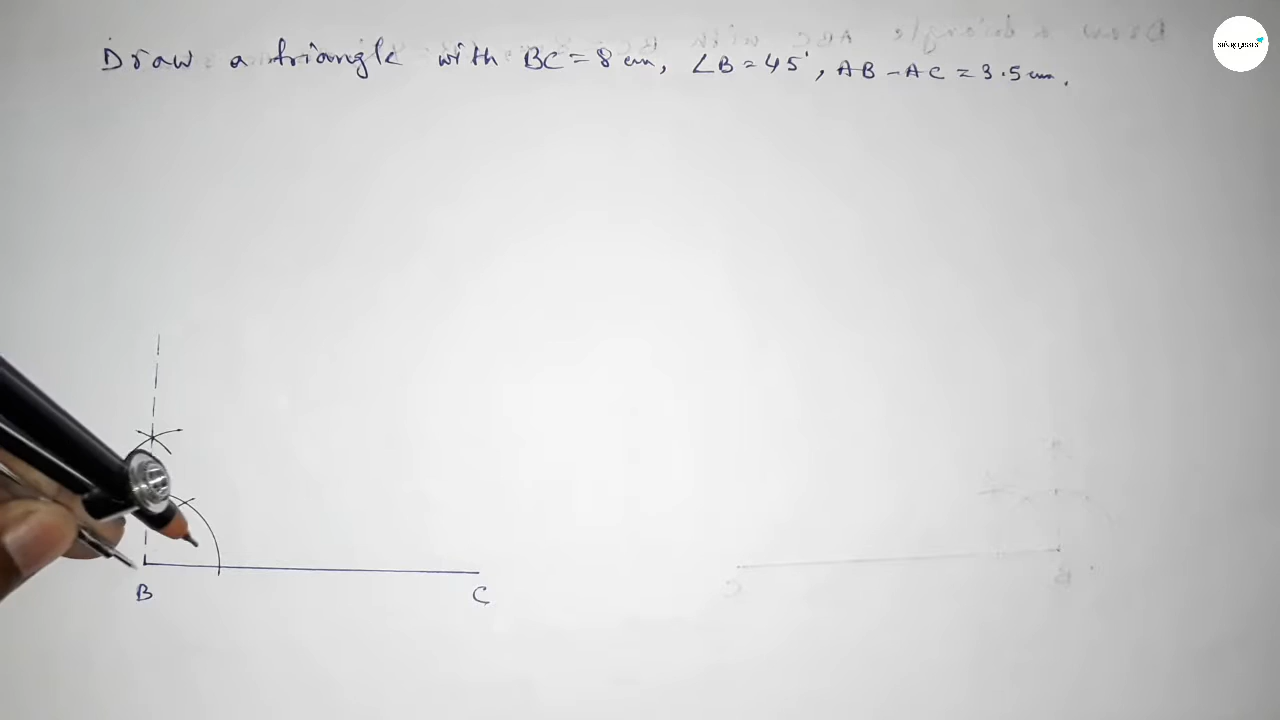 Draw a triangle with BC = 8 cm, ∠B = 45°, AB - AC = 3.5 cm.
B
C